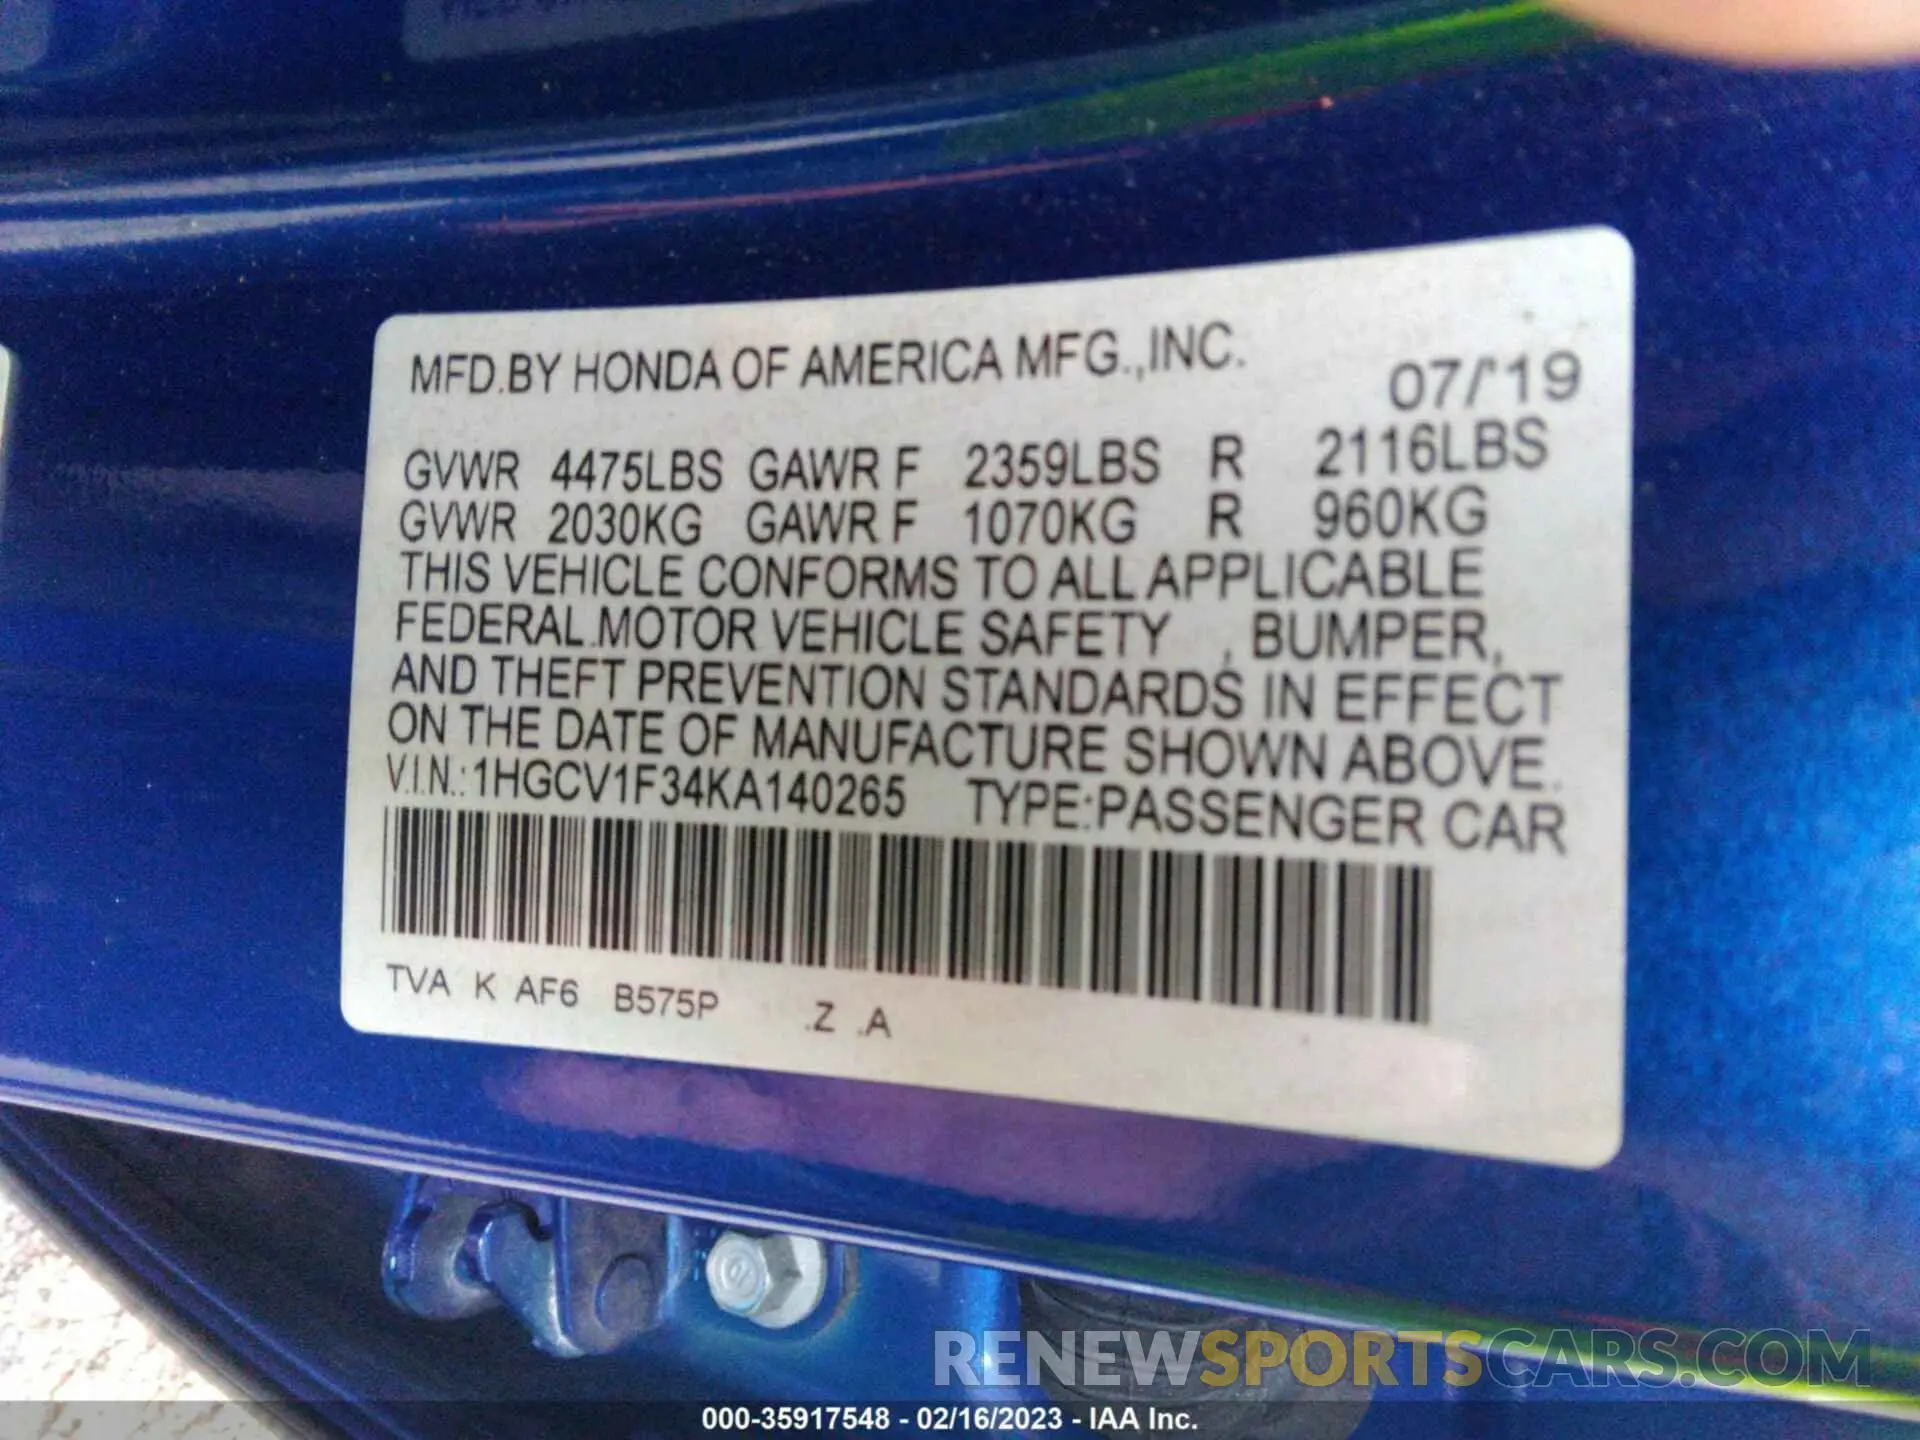 MFD.BY HONDA OF AMERICA MFG.,INC. 07/'19
GVWR 4475LBS GAWR F 2359LBS R 2116LBS
GVWR 2030KG GAWR F 1070KG R 960KG
THIS VEHICLE CONFORMS TO ALL APPLICABLE
FEDERAL MOTOR VEHICLE SAFETY , BUMPER,
AND THEFT PREVENTION STANDARDS IN EFFECT
ON THE DATE OF MANUFACTURE SHOWN ABOVE.
V.I.N.:1HGCV1F34KA140265 TYPE:PASSENGER CAR
TVA K AF6 B575P .Z .A
RENEWSPORTSCARS.COM
000-35917548 - 02/16/2023 - IAA Inc.